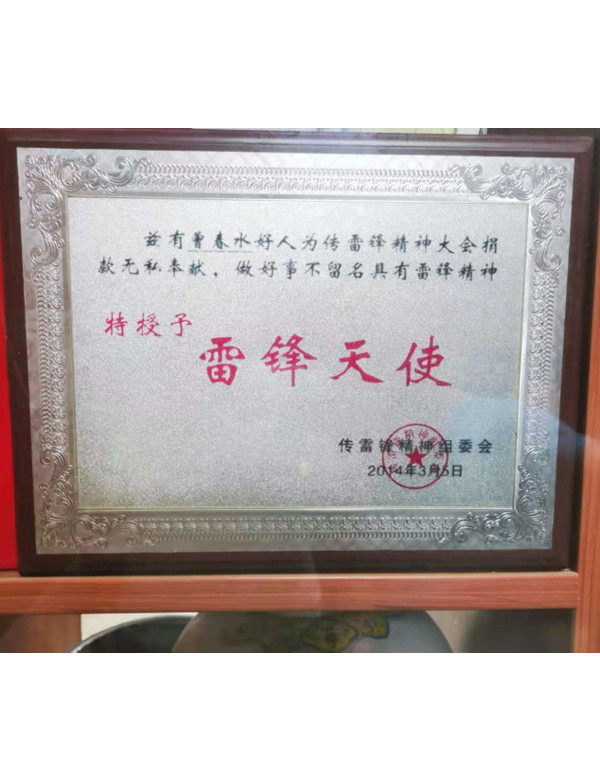 兹有曾春水好人为传雷锋精神大会捐
款无私奉献，做好事不留名具有雷锋精神
特授予
雷锋天使
传雷锋精神组委会
2014年3月5日